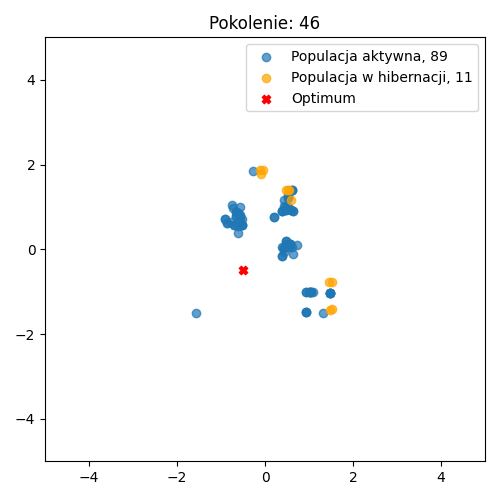 Pokolenie: 46
Populacja aktywna, 89
Populacja w hibernacji, 11
Optimum
4
2
0
−2
−4
−4
−2
0
2
4